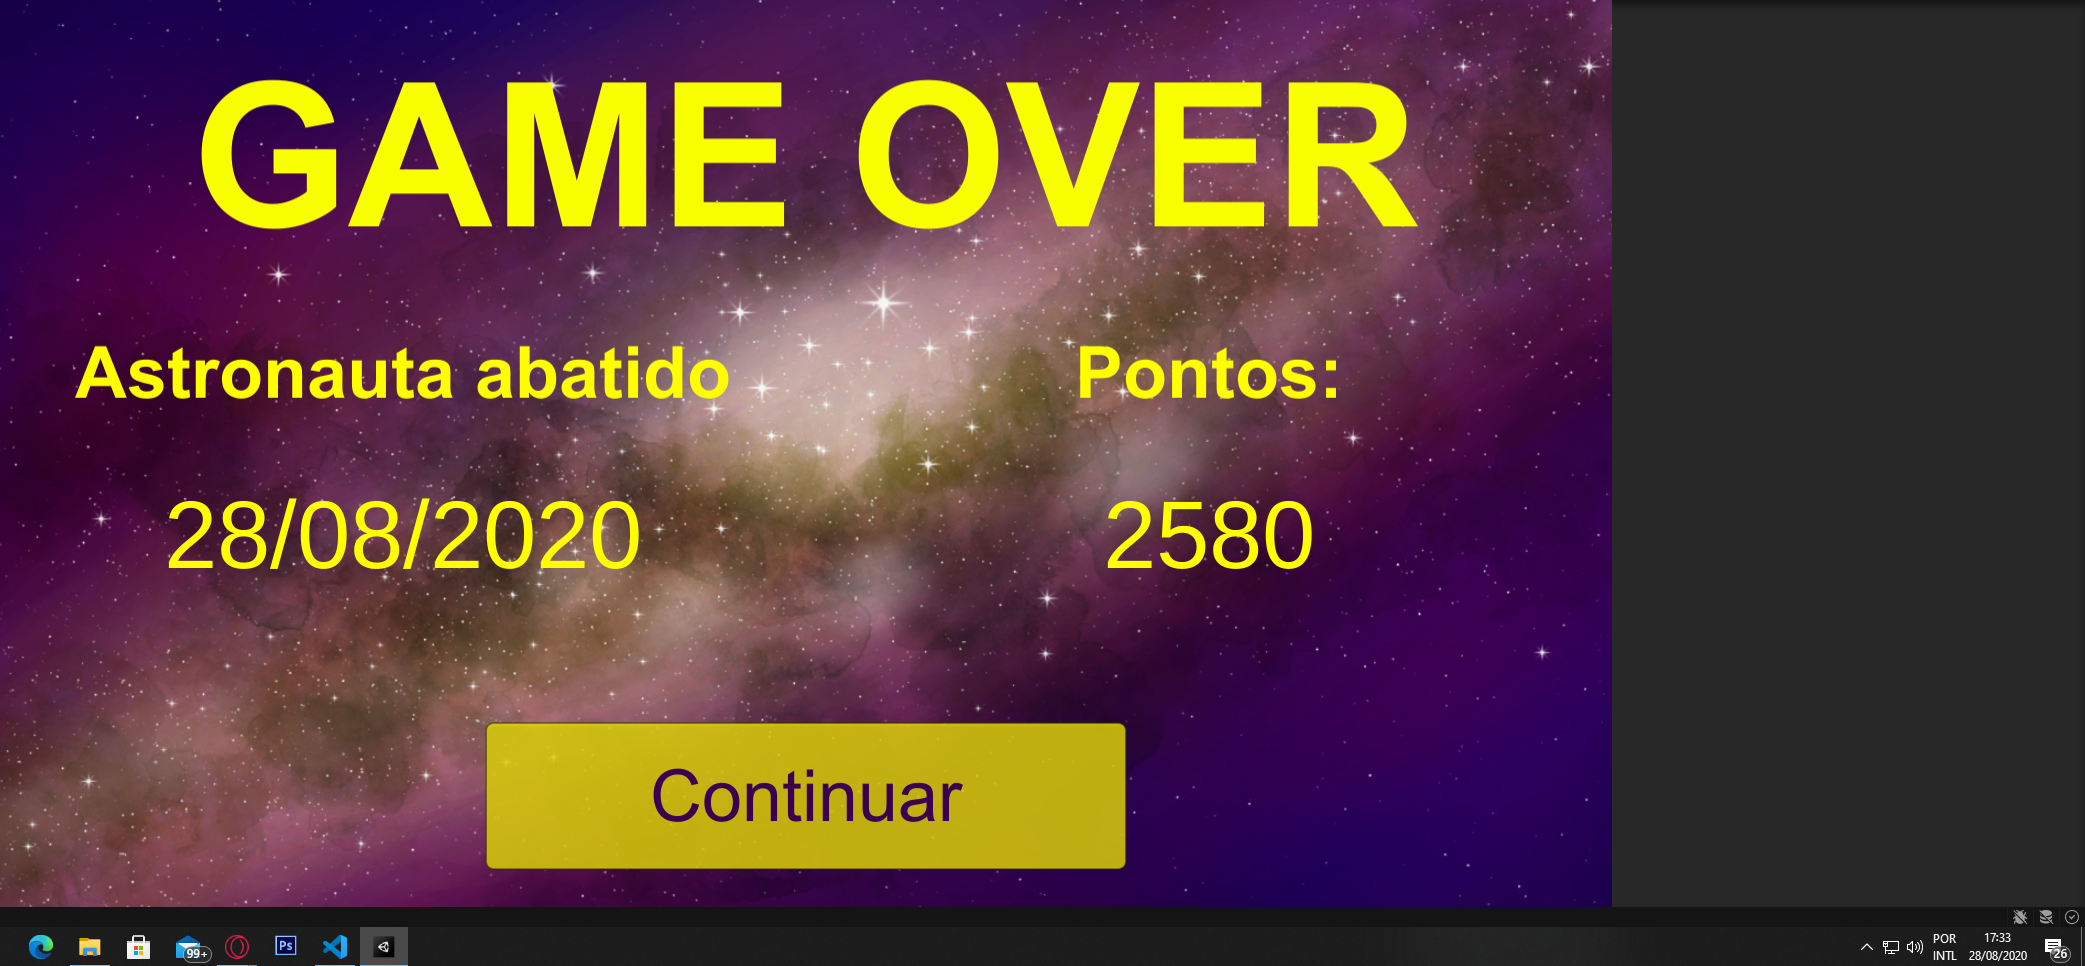 GAME OVER
Astronauta abatido
Pontos:
28/08/2020
2580
Continuar
99+
Ps
POR
INTL
17:33
28/08/2020
26